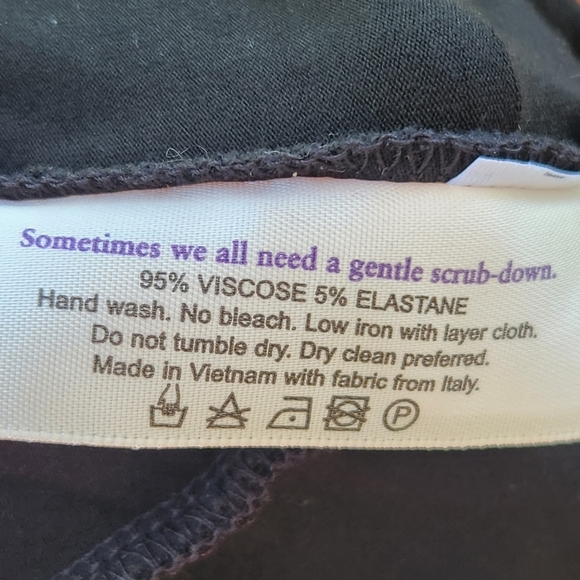 Sometimes we all need a gentle scrub-down.
95% VISCOSE 5% ELASTANE
Hand wash. No bleach. Low iron with layer cloth.
Do not tumble dry. Dry clean preferred.
Made in Vietnam with fabric from Italy.
P